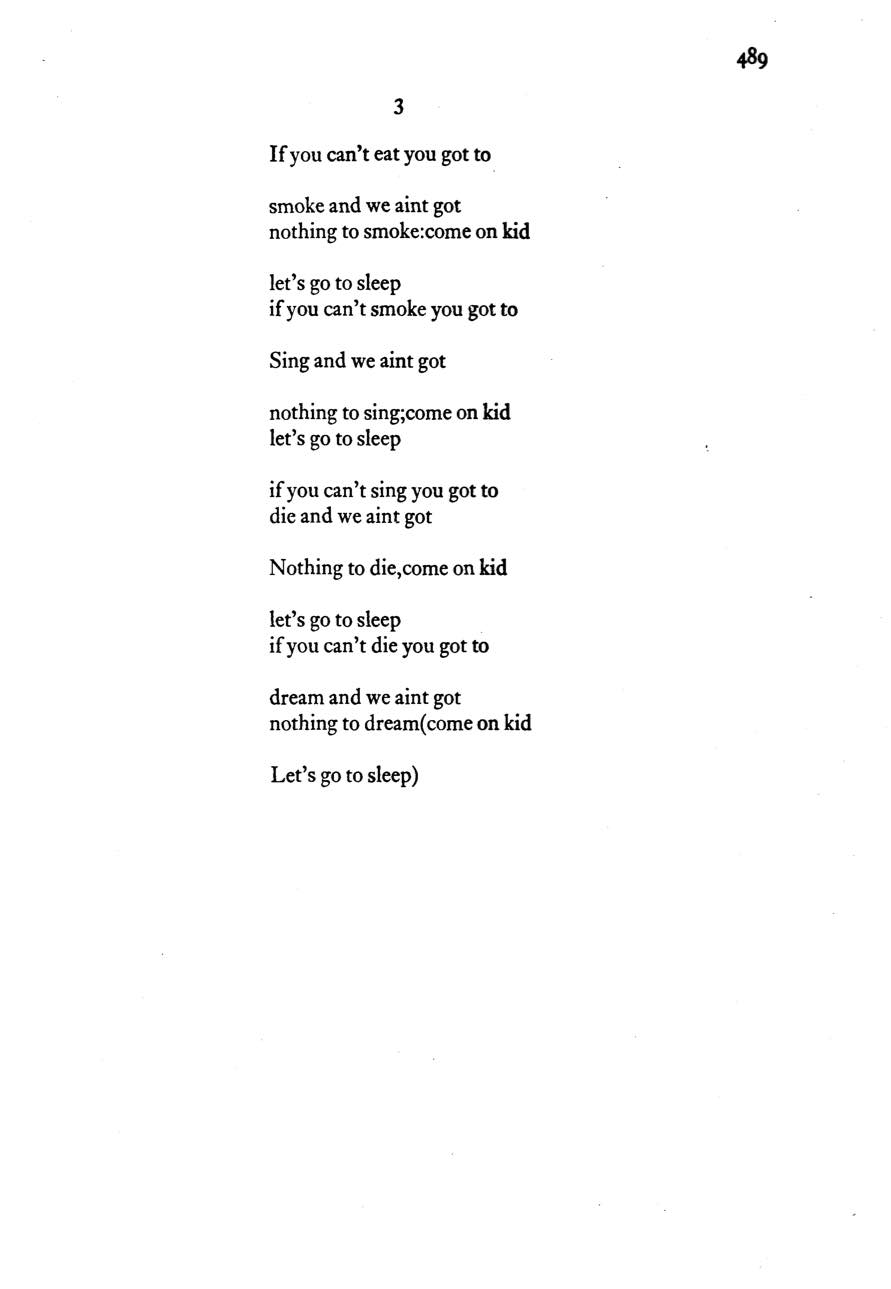 489
3
If you can't eat you got to
smoke and we aint got
nothing to smoke:come on kid
let's go to sleep
if you can't smoke you got to
Sing and we aint got
nothing to sing;come on kid
let's go to sleep
if you can't sing you got to
die and we aint got
Nothing to die,come on kid
let's go to sleep
if you can't die you got to
dream and we aint got
nothing to dream(come on kid
Let's go to sleep)